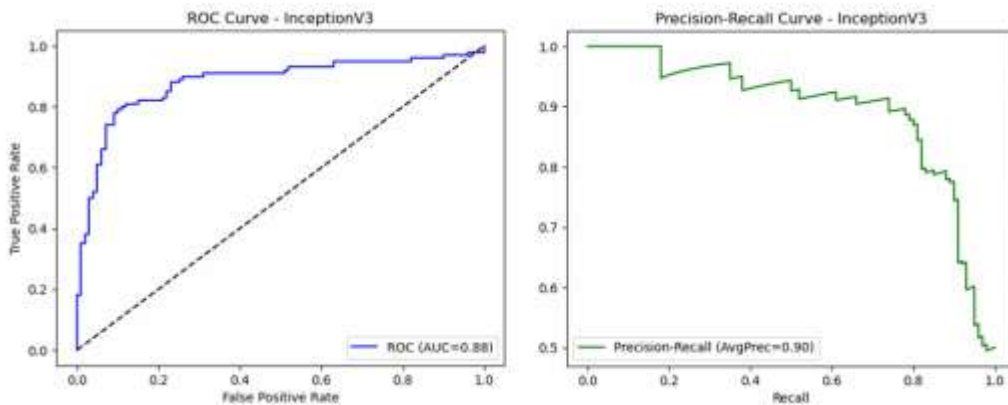 ROC Curve - InceptionV3
1.0
0.8
0.6
0.4
0.2
0.0
True Positive Rate
ROC (AUC=0.88)
0.0 0.2 0.4 0.6 0.8 1.0
False Positive Rate
Precision-Recall Curve - InceptionV3
1.0
0.9
0.8
0.7
0.6
0.5
Precision
Precision-Recall (AvgPrec=0.90)
0.0 0.2 0.4 0.6 0.8 1.0
Recall